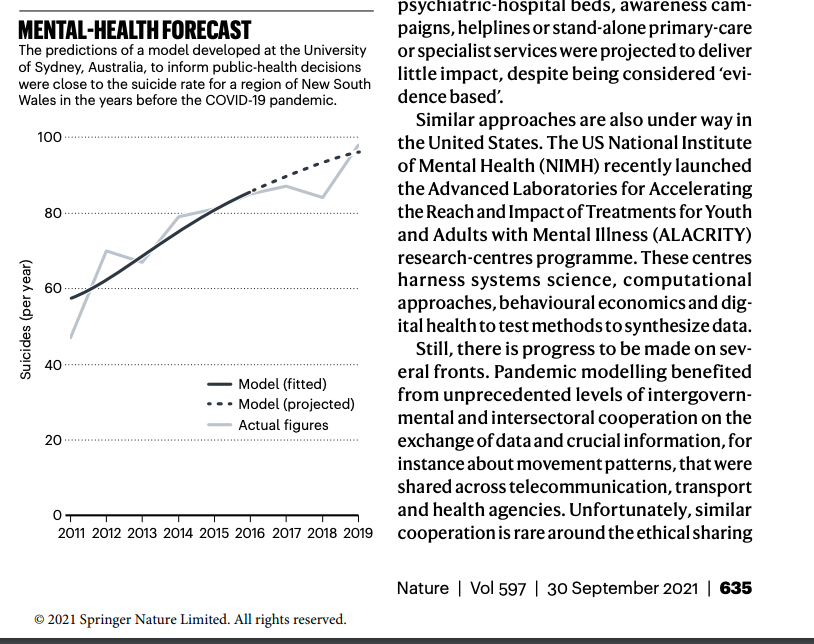 MENTAL-HEALTH FORECAST
The predictions of a model developed at the University
of Sydney, Australia, to inform public-health decisions
were close to the suicide rate for a region of New South
Wales in the years before the COVID-19 pandemic.
100
80
60
40
20
0
Suicides (per year)
Model (fitted)
Model (projected)
Actual figures
2011 2012 2013 2014 2015 2016 2017 2018 2019
psychiatric-hospital beds, awareness cam-
paigns, helplines or stand-alone primary-care
or specialist services were projected to deliver
little impact, despite being considered ‘evi-
dence based’.
Similar approaches are also under way in
the United States. The US National Institute
of Mental Health (NIMH) recently launched
the Advanced Laboratories for Accelerating
the Reach and Impact of Treatments for Youth
and Adults with Mental Illness (ALACRITY)
research-centres programme. These centres
harness systems science, computational
approaches, behavioural economics and dig-
ital health to test methods to synthesize data.
Still, there is progress to be made on sev-
eral fronts. Pandemic modelling benefited
from unprecedented levels of intergovern-
mental and intersectoral cooperation on the
exchange of data and crucial information, for
instance about movement patterns, that were
shared across telecommunication, transport
and health agencies. Unfortunately, similar
cooperation is rare around the ethical sharing
Nature | Vol 597 | 30 September 2021 | 635
© 2021 Springer Nature Limited. All rights reserved.